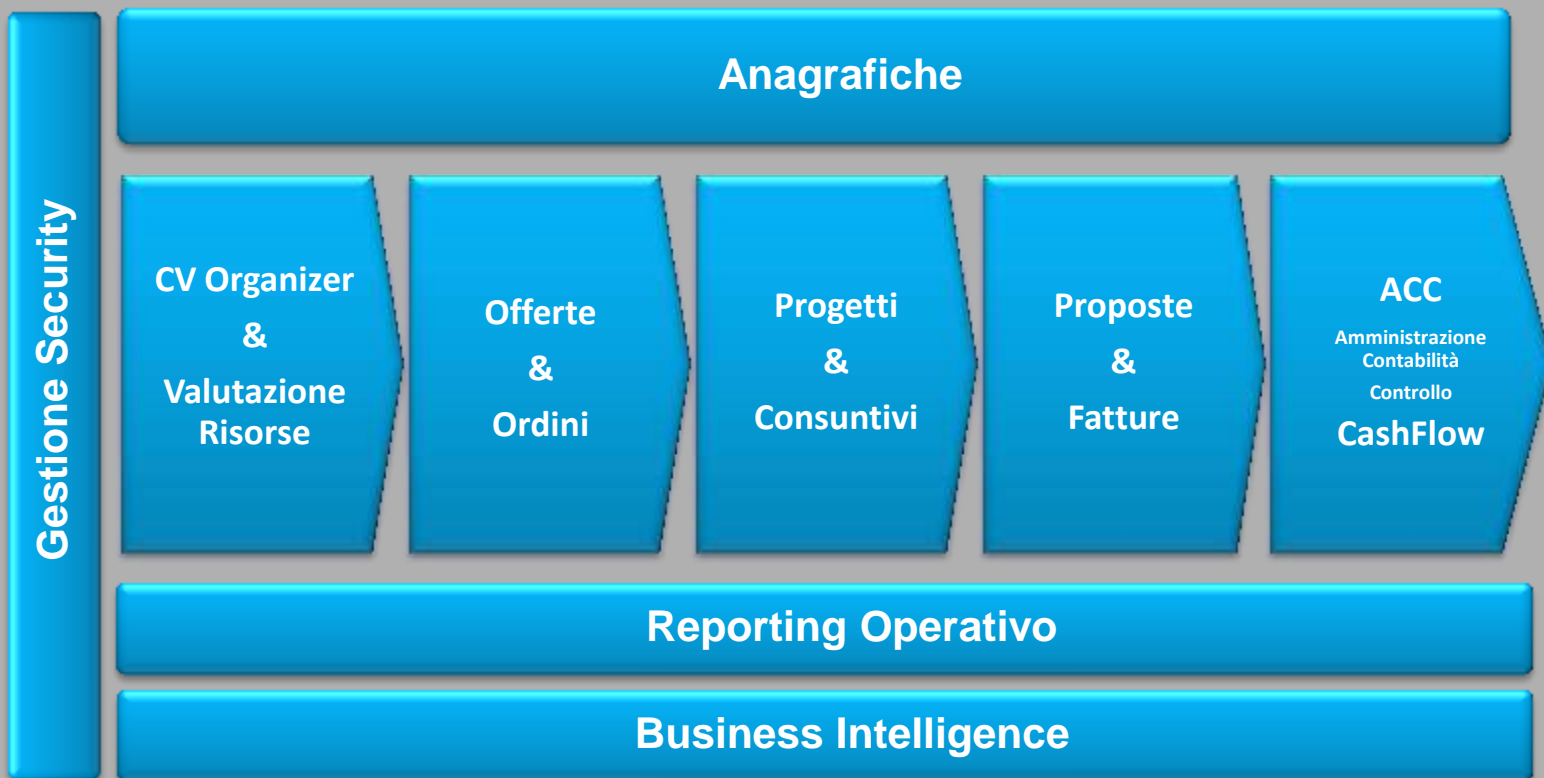 Gestione Security
Anagrafiche
CV Organizer
&
Valutazione
Risorse
Offerte
&
Ordini
Progetti
&
Consuntivi
Proposte
&
Fatture
ACC
Amministrazione
Contabilità
Controllo
CashFlow
Reporting Operativo
Business Intelligence